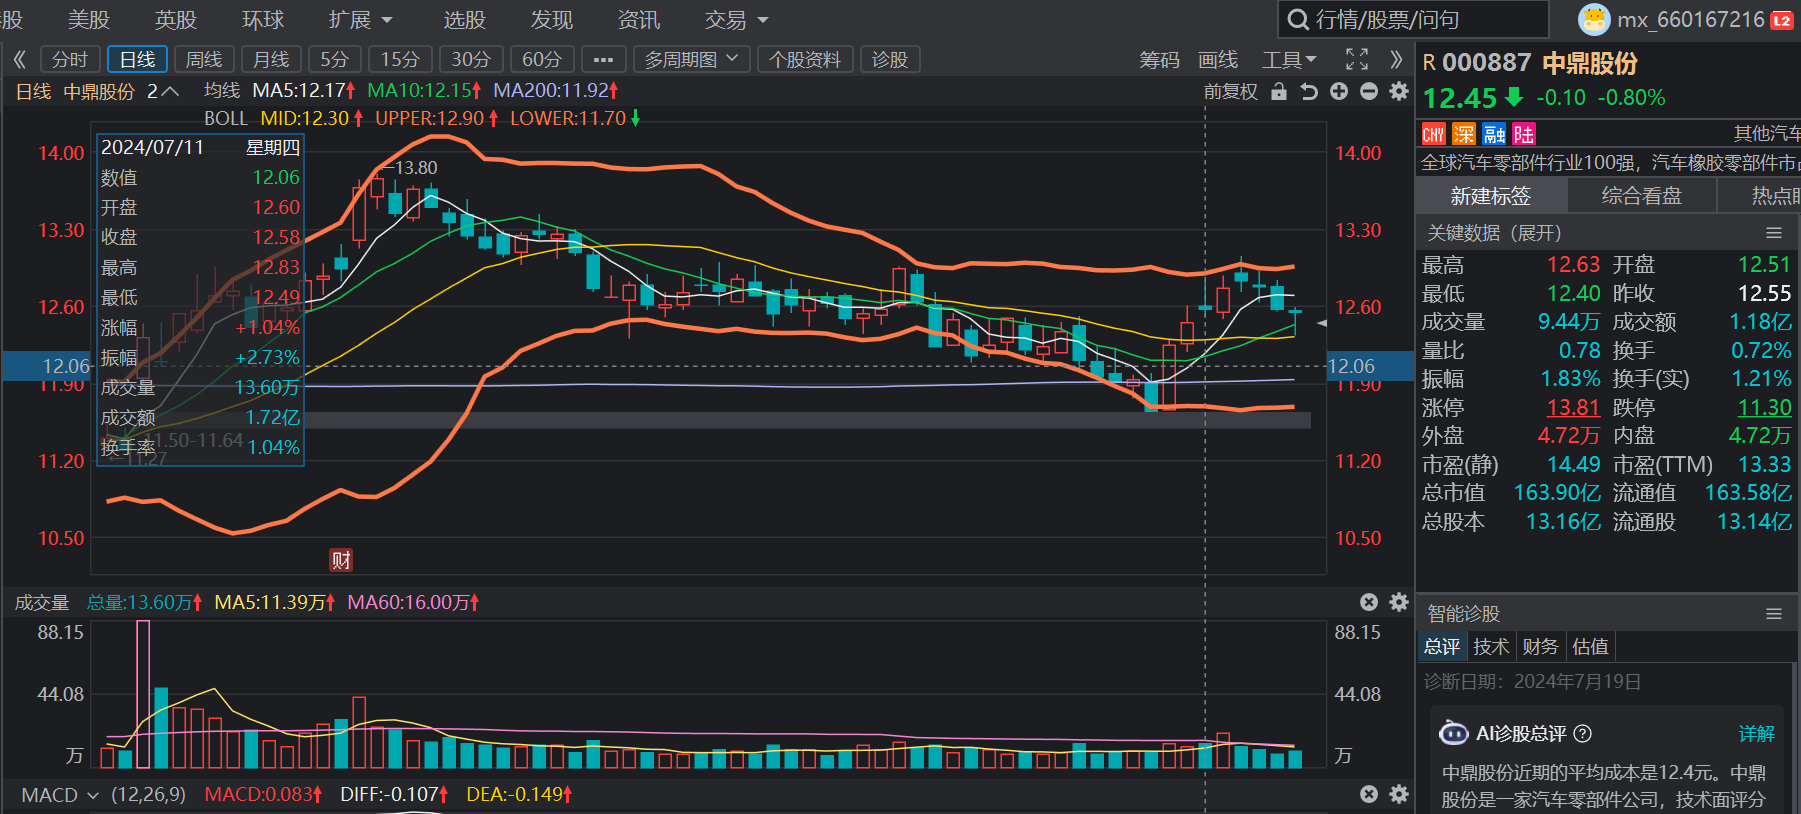 美股 英股 环球 扩展 选股 发现 资讯 交易 行情/股票/问句 mx_660167216 L2
分时 日线 周线 月线 5分 15分 30分 60分 ... 多周期图 个股资料 诊股 筹码 画线 工具
日线 中鼎股份 2 均线 MA5:12.17 MA10:12.15 MA200:11.92 前复权
BOLL MID:12.30 UPPER:12.90 LOWER:11.70
14.00 14.00
13.30 13.30
12.60 12.60
12.06 12.06
11.90 11.90
11.20 11.20
10.50 10.50
13.80
2024/07/11 星期四
数值 12.06
开盘 12.60
收盘 12.58
最高 12.83
最低 12.49
涨幅 +1.04%
振幅 +2.73%
成交量 13.60万
成交额 1.72亿
换手率 1.04%
11.50-11.64
11.27
财
成交量 总量:13.60万 MA5:11.39万 MA60:16.00万
88.15 88.15
44.08 44.08
万 万
MACD (12,26,9) MACD:0.083 DIFF:-0.107 DEA:-0.149
R 000887 中鼎股份
12.45 -0.10 -0.80%
CNY 深 融 陆 其他汽车
全球汽车零部件行业100强，汽车橡胶零部件市
新建标签 综合看盘 热点
关键数据（展开）
最高 12.63 开盘 12.51
最低 12.40 昨收 12.55
成交量 9.44万 成交额 1.18亿
量比 0.78 换手 0.72%
振幅 1.83% 换手(实) 1.21%
涨停 13.81 跌停 11.30
外盘 4.72万 内盘 4.72万
市盈(静) 14.49 市盈(TTM) 13.33
总市值 163.90亿 流通值 163.58亿
总股本 13.16亿 流通股 13.14亿
智能诊股
总评 技术 财务 估值
诊断日期：2024年7月19日
AI诊股总评 ? 详解
中鼎股份近期的平均成本是12.4元。中鼎
股份是一家汽车零部件公司，技术面评分